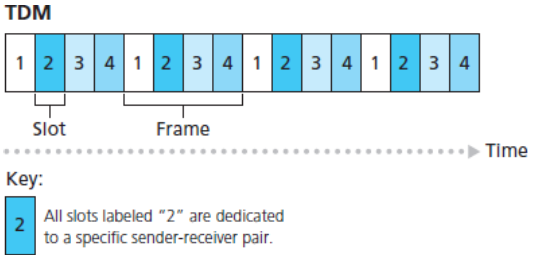 TDM
1 2 3 4 1 2 3 4 1 2 3 4 1 2 3 4
Slot Frame
Time
Key:
2 All slots labeled “2” are dedicated
to a specific sender-receiver pair.